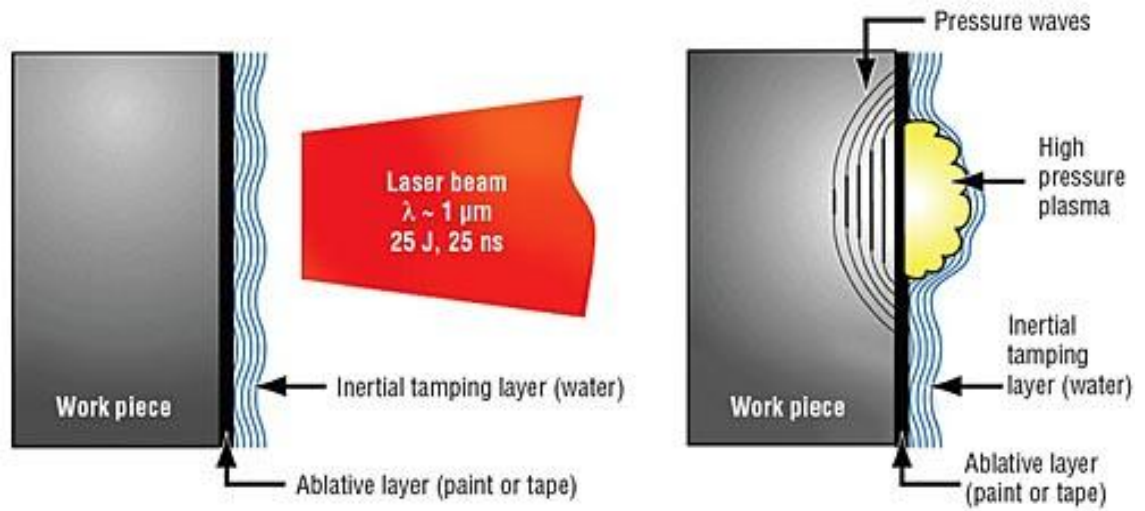 Laser beam
λ ~ 1 μm
25 J, 25 ns
Inertial tamping layer (water)
Work piece
Ablative layer (paint or tape)
Pressure waves
High
pressure
plasma
Inertial
tamping
layer (water)
Work piece
Ablative layer
(paint or tape)